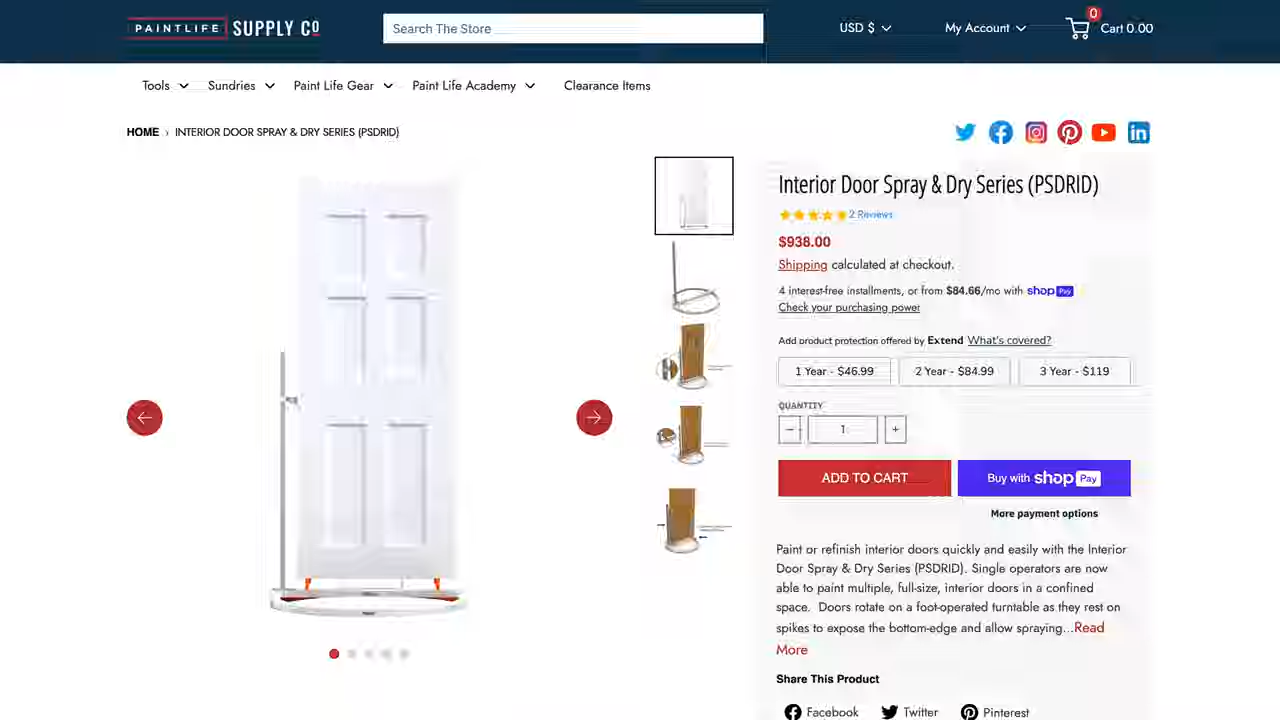 PAINTLIFE SUPPLY CO
Search The Store
USD $
My Account
0
Cart 0.00
Tools
Sundries
Paint Life Gear
Paint Life Academy
Clearance Items
HOME › INTERIOR DOOR SPRAY & DRY SERIES (PSDRID)
Interior Door Spray & Dry Series (PSDRID)
2 Reviews
$938.00
Shipping calculated at checkout.
4 interest-free installments, or from $84.66/mo with shop Pay
Check your purchasing power
Add product protection offered by Extend What's covered?
1 Year - $46.99
2 Year - $84.99
3 Year - $119
QUANTITY
− 1 +
ADD TO CART
Buy with shop Pay
More payment options
Paint or refinish interior doors quickly and easily with the Interior
Door Spray & Dry Series (PSDRID). Single operators are now
able to paint multiple, full-size, interior doors in a confined
space. Doors rotate on a foot-operated turntable as they rest on
spikes to expose the bottom-edge and allow spraying...Read
More
Share This Product
Facebook
Twitter
Pinterest